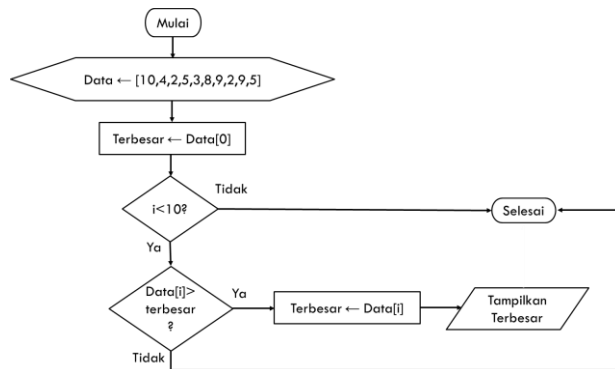 Mulai
Data ← [10,4,2,5,3,8,9,2,9,5]
Terbesar ← Data[0]
Tidak
i<10?
Selesai
Ya
Data[i]>
terbesar
?
Ya
Terbesar ← Data[i]
Tampilkan
Terbesar
Tidak